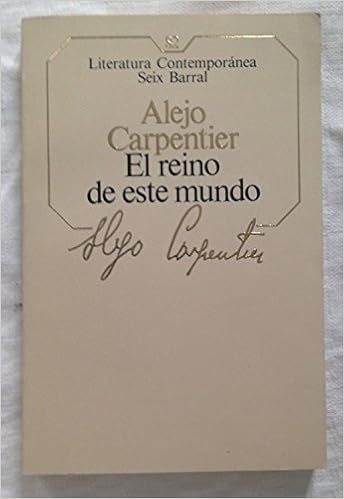 Literatura Contemporánea
Seix Barral
Alejo
Carpentier
El reino
de este mundo
Alejo Carpentier